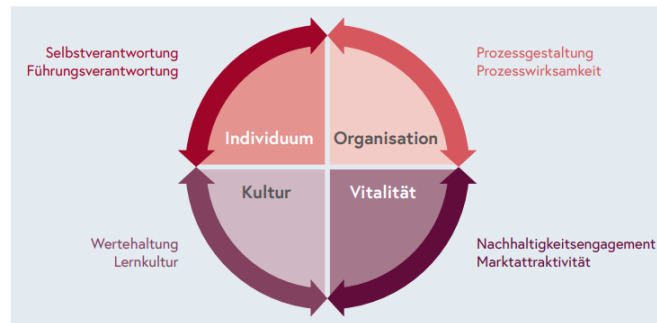 Selbstverantwortung
Führungsverantwortung
Prozessgestaltung
Prozesswirksamkeit
Individuum
Organisation
Kultur
Vitalität
Wertehaltung
Lernkultur
Nachhaltigkeitsengagement
Marktattraktivität